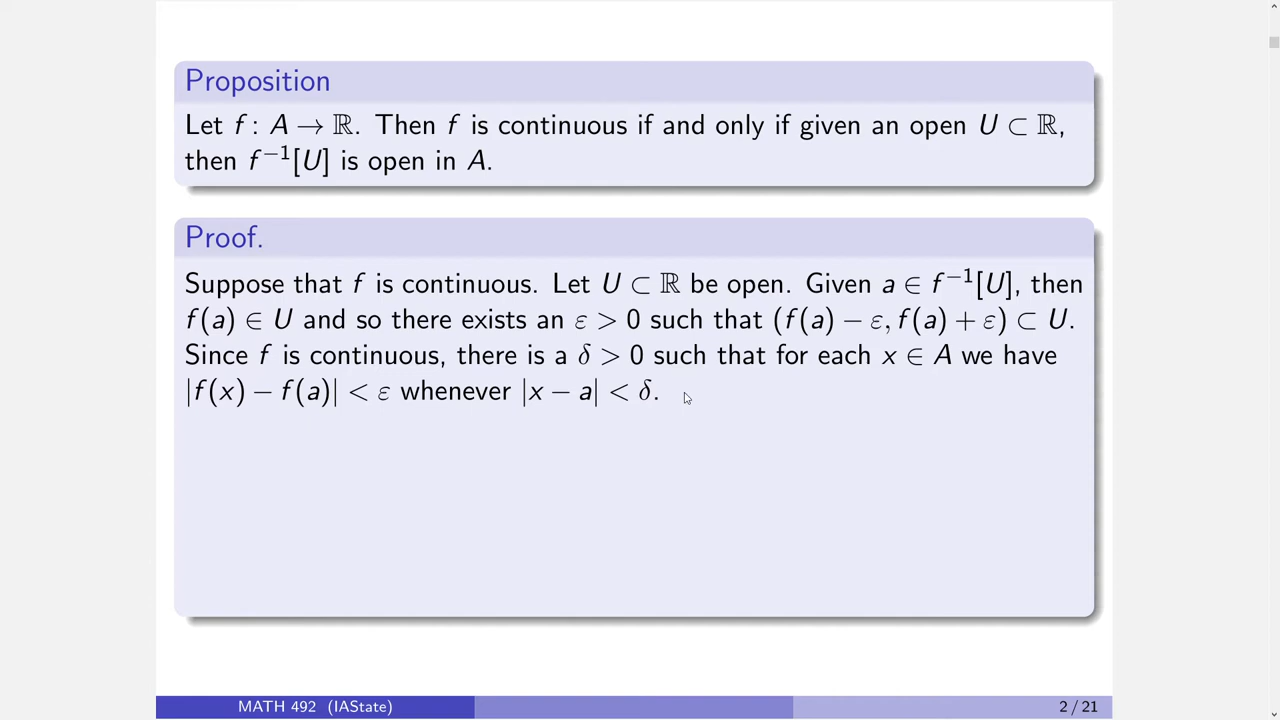 Proposition
Let f : A → ℝ. Then f is continuous if and only if given an open U ⊂ ℝ,
then f⁻¹[U] is open in A.
Proof.
Suppose that f is continuous. Let U ⊂ ℝ be open. Given a ∈ f⁻¹[U], then
f(a) ∈ U and so there exists an ε > 0 such that (f(a) − ε, f(a) + ε) ⊂ U.
Since f is continuous, there is a δ > 0 such that for each x ∈ A we have
|f(x) − f(a)| < ε whenever |x − a| < δ.
MATH 492 (IAState)
2 / 21